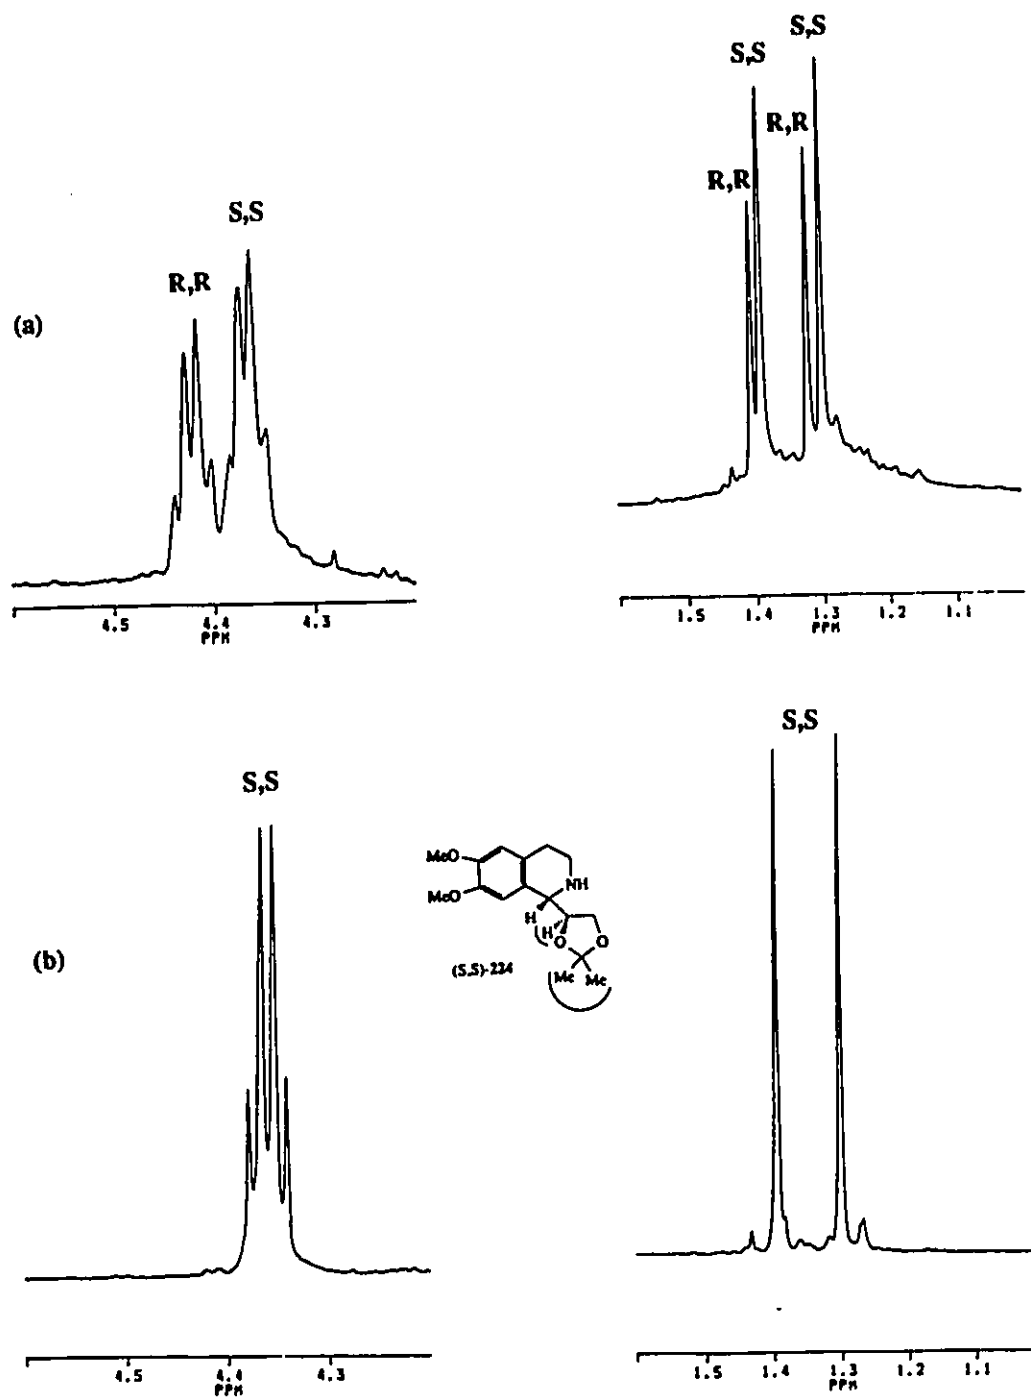 S,S
S,S
R,R
R,R
S,S
R,R
(a)
4.5 4.4 4.3
PPM
1.5 1.4 1.3 1.2 1.1
PPM
S,S
S,S
MeO
MeO
NH
H
H
O
O
(S,S)-224
Me Me
(b)
4.5 4.4 4.3
PPM
1.5 1.4 1.3 1.2 1.1
PPM